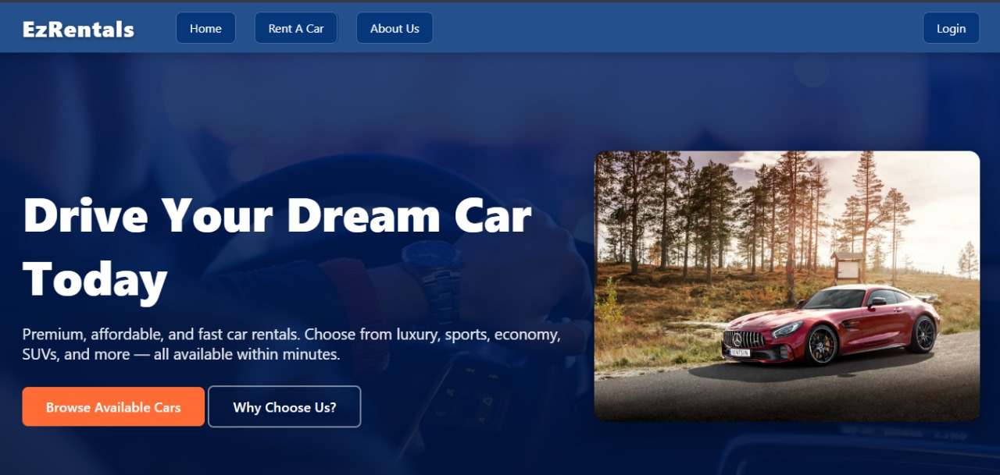 EzRentals
Home
Rent A Car
About Us
Login
Drive Your Dream Car
Today
Premium, affordable, and fast car rentals. Choose from luxury, sports, economy,
SUVs, and more — all available within minutes.
Browse Available Cars
Why Choose Us?